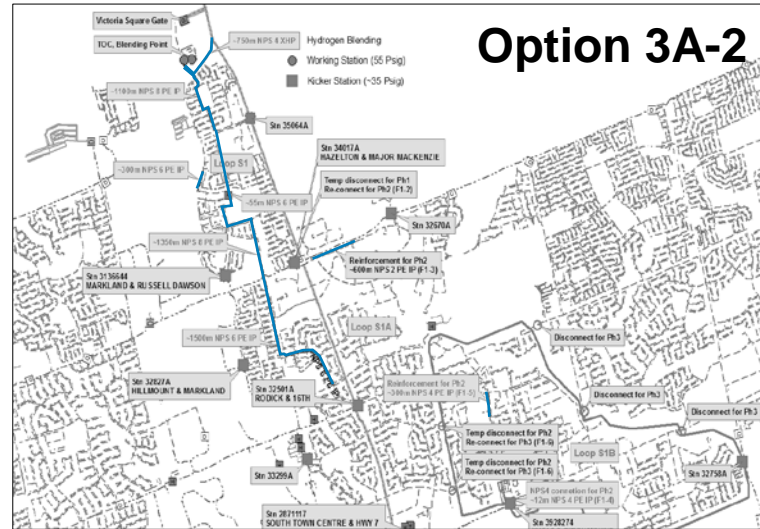 Option 3A-2
Victoria Square Gate
TOC, Blending Point
~750m NPS 4 XHP
Hydrogen Blending
Working Station (55 Psig)
Kicker Station (~35 Psig)
~1100m NPS 8 PE IP
Stn 35064A
Stn 34017A
HAZELTON & MAJOR MACKENZIE
Loop S1
~300m NPS 6 PE IP
Temp disconnect for Ph1
Re-connect for Ph2 (F1-2)
~55m NPS 6 PE IP
Stn 32670A
~1350m NPS 8 PE IP
Reinforcement for Ph2
~600m NPS 2 PE IP (F1-3)
Stn 3136644
MARKLAND & RUSSELL DAWSON
Loop S1A
~1500m NPS 6 PE IP
Disconnect for Ph3
Stn 32827A
HILLMOUNT & MARKLAND
Stn 32501A
RODICK & 16TH
Reinforcement for Ph2
~300m NPS 4 PE IP (F1-5)
Disconnect for Ph3
Disconnect for Ph3
Temp disconnect for Ph2
Re-connect for Ph3 (F1-5)
Loop S1B
Temp disconnect for Ph2
Re-connect for Ph3 (F1-6)
Stn 33299A
Stn 32758A
NPS4 connetion for Ph2
~12m NPS 4 PE IP (F1-4)
Stn 2871117
SOUTH TOWN CENTRE & HWY 7
Stn 3928274